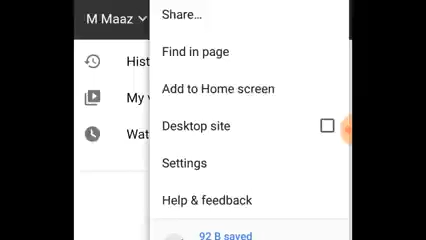 M Maaz
Share...
Find in page
Hist
Add to Home screen
My
Desktop site
Wat
Settings
Help & feedback
92 B saved